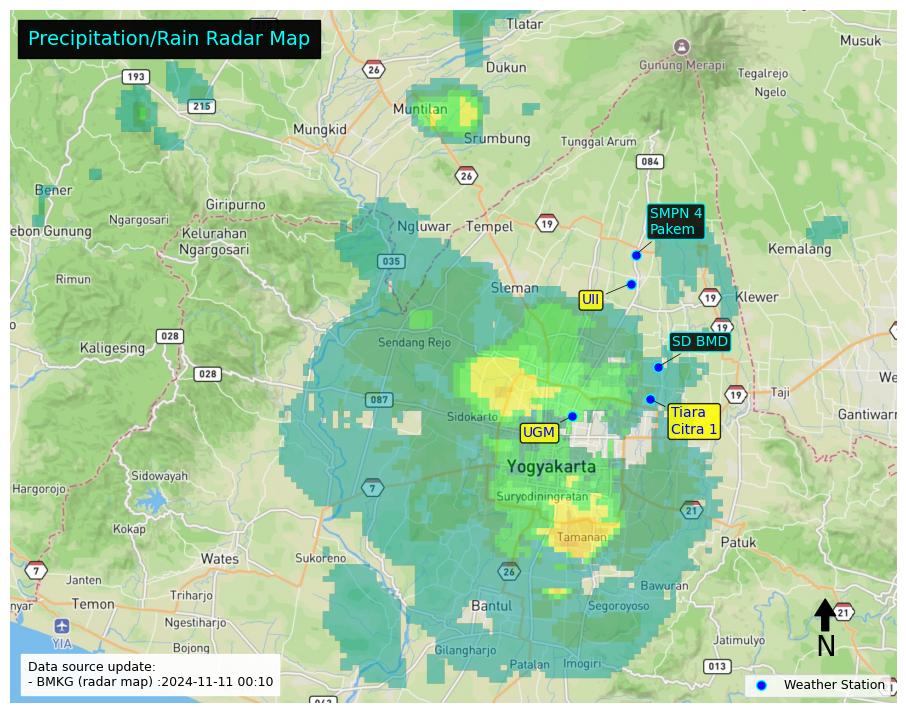 Precipitation/Rain Radar Map
Tlatar
Musuk
26
Dukun
Gunung Merapi
193
Tegalrejo
Ngelo
215
Muntilan
Mungkid
Srumbung
Tunggal Arum
084
26
Bener
Giripurno
SMPN 4
Pakem
Ngargosari
ebon Gunung
Kelurahan
Ngargosari
Ngluwar
Tempel
19
Kemalang
035
Rimun
Sleman
UII
19
Klewer
19
028
Sendang Rejo
SD BMD
Kaligesing
028
We
Taji
19
087
Sidokarto
Tiara
Citra 1
Gantiwarn
UGM
Yogyakarta
Sidowayah
Hargorojo
7
Suryodiningratan
21
Kokap
Tamanan
Patuk
Wates
Sukoreno
7
26
Janten
Bawuran
nyar
Temon
Triharjo
Bantul
Segoroyoso
21
Ngestiharjo
YIA
N
Jatimulyo
Bojong
Gilangharjo
Patalan
Imogiri
013
Data source update:
- BMKG (radar map) :2024-11-11 00:10
Weather Station